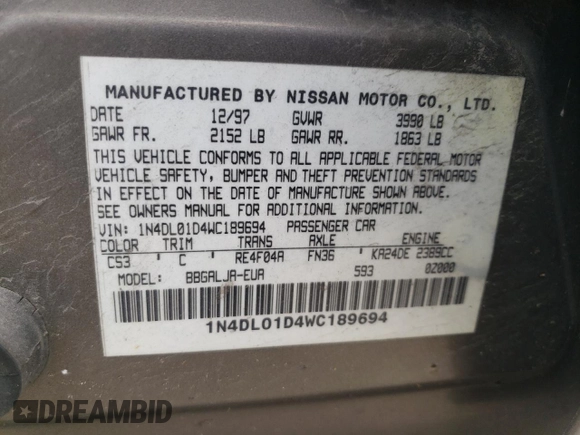 MANUFACTURED BY NISSAN MOTOR CO., LTD.
DATE 12/97 GVWR 3990 LB
GAWR FR. 2152 LB GAWR RR. 1863 LB
THIS VEHICLE CONFORMS TO ALL APPLICABLE FEDERAL MOTOR
VEHICLE SAFETY, BUMPER AND THEFT PREVENTION STANDARDS
IN EFFECT ON THE DATE OF MANUFACTURE SHOWN ABOVE.
SEE OWNERS MANUAL FOR ADDITIONAL INFORMATION.
VIN: 1N4DL01D4WC189694 PASSENGER CAR
COLOR TRIM TRANS AXLE ENGINE
CS3 C RE4F04A FN36 KA24DE 2389CC
MODEL: BBGALJA-EUA 593 02000
1N4DL01D4WC189694
DREAMBID